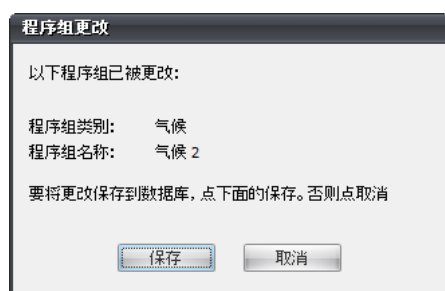 程序组更改
以下程序组已被更改:
程序组类别: 气候
程序组名称: 气候 2
要将更改保存到数据库, 点下面的保存。否则点取消
保存 取消